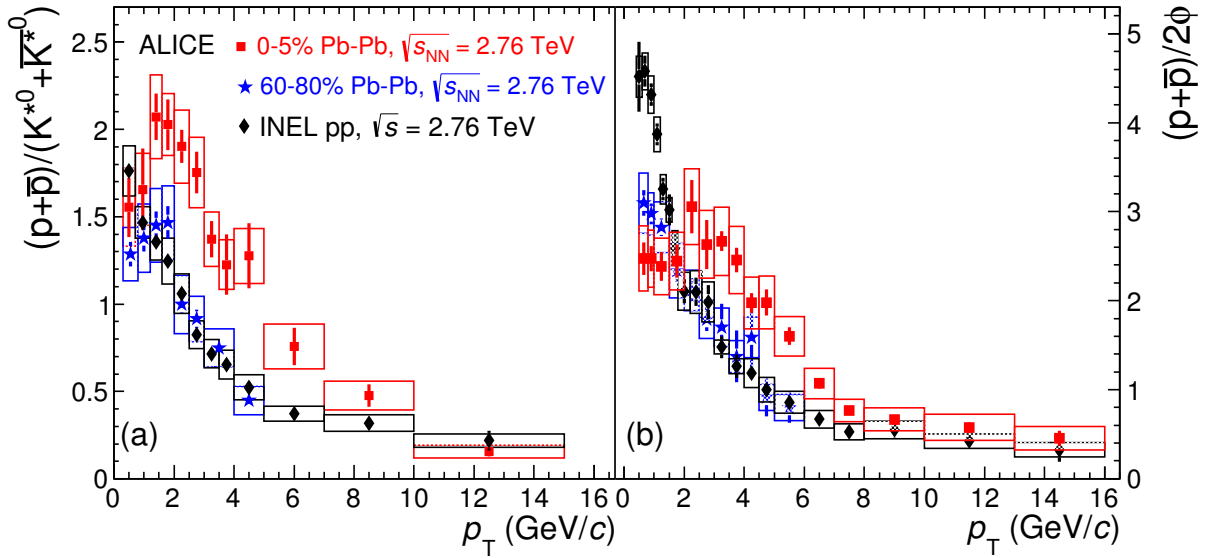 (p+p̅)/(K*⁰+K̅*⁰)
2.5
2
1.5
1
0.5
0
ALICE
0-5% Pb-Pb, √s_NN = 2.76 TeV
60-80% Pb-Pb, √s_NN = 2.76 TeV
INEL pp, √s = 2.76 TeV
(a)
0 2 4 6 8 10 12 14 16
p_T (GeV/c)
(b)
0 2 4 6 8 10 12 14 16
p_T (GeV/c)
5
4
3
2
1
0
(p+p̅)/2ϕ